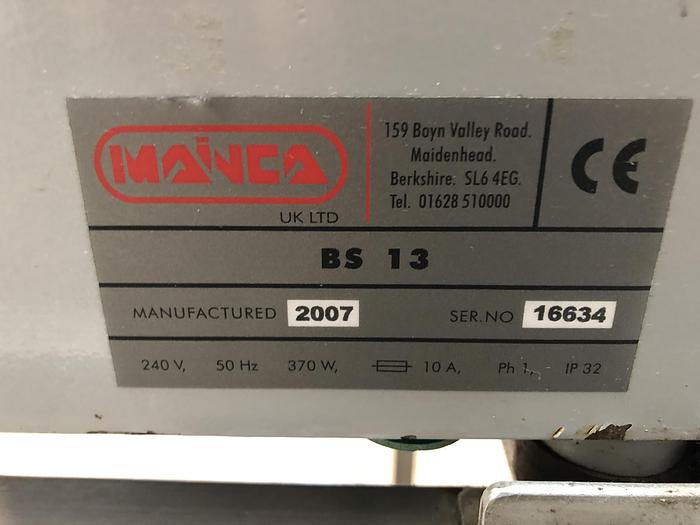 MAINCA
UK LTD
159 Boyn Valley Road.
Maidenhead.
Berkshire. SL6 4EG.
Tel. 01628 510000
CE
BS 13
MANUFACTURED 2007 SER.NO 16634
240 V, 50 Hz 370 W, 10 A, Ph 1, - IP 32